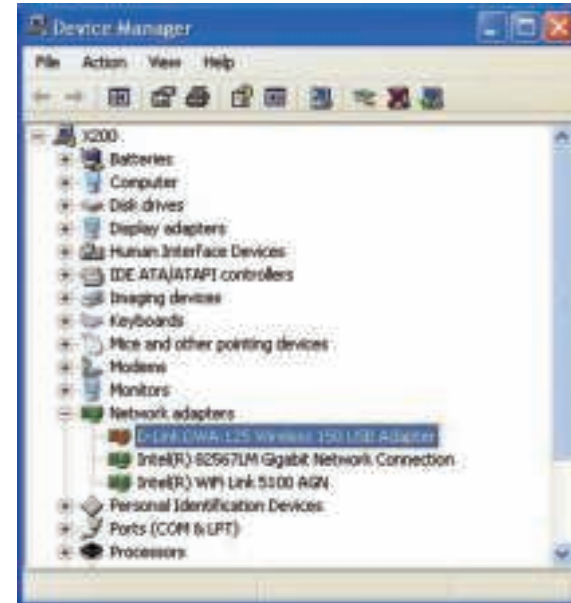 Device Manager
File Action View Help
X200
Batteries
Computer
Disk drives
Display adapters
Human Interface Devices
IDE ATA/ATAPI controllers
Imaging devices
Keyboards
Mice and other pointing devices
Modems
Monitors
Network adapters
D-Link DWA-125 Wireless 150 USB Adapter
Intel(R) 82567LM Gigabit Network Connection
Intel(R) WiFi Link 5100 AGN
Personal Identification Devices
Ports (COM & LPT)
Processors